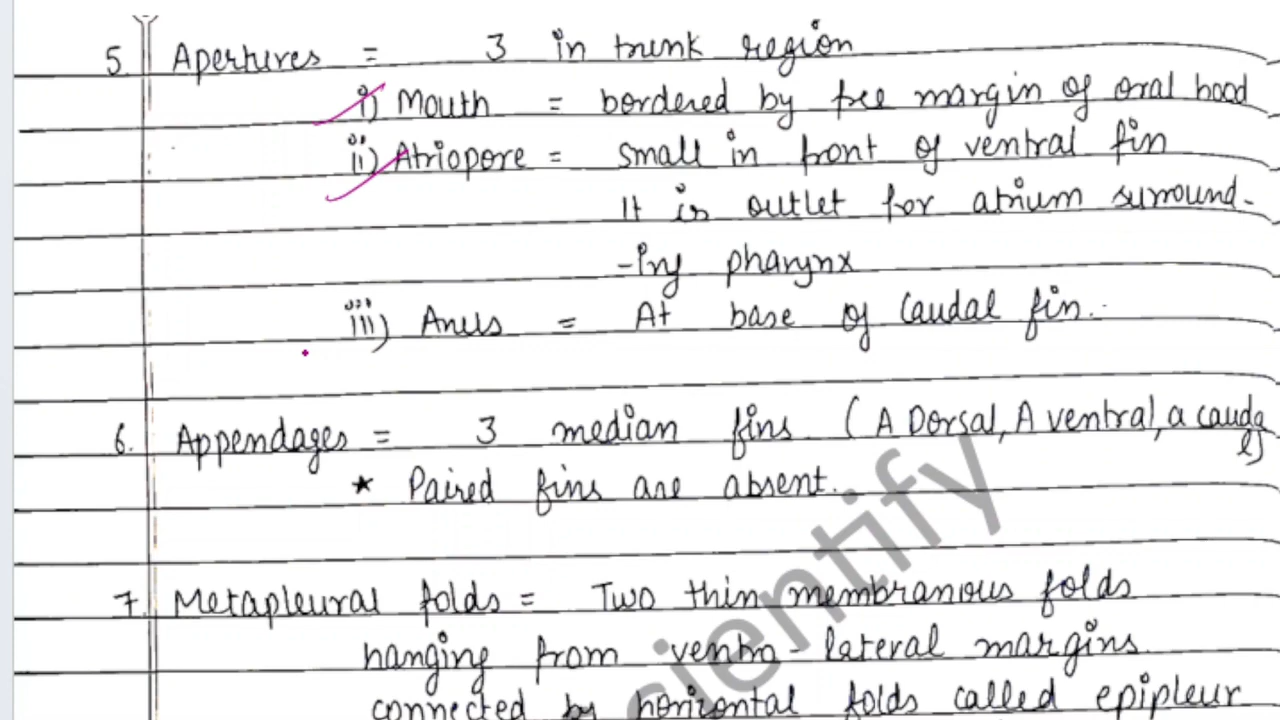 5. Apertures = 3 in trunk region
i) Mouth = bordered by free margin of oral hood
ii) Atriopore = small in front of ventral fin
It is outlet for atrium surround-
-ing pharynx
iii) Anus = At base of Caudal fin.
6. Appendages = 3 median fins (A Dorsal, A ventral, a cauda
l)
* Paired fins are absent.
7. Metapleural folds = Two thin membranious folds
hanging from ventro-lateral margins
connected by horizontal folds called epipleur
cientify